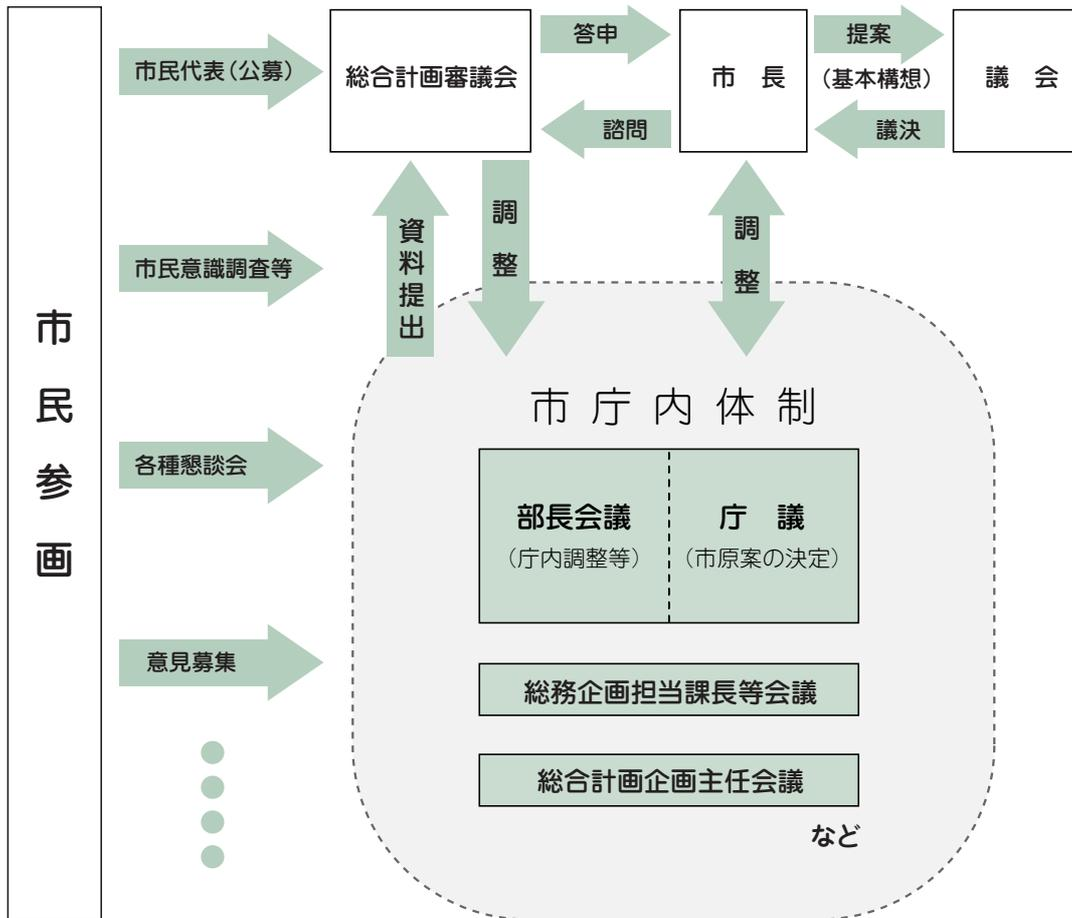 市民参画
市民代表（公募）
市民意識調査等
各種懇談会
意見募集
総合計画審議会
答申
諮問
市　長
提案
（基本構想）
議決
議　会
資料提出
調整
調整
市庁内体制
部長会議
（庁内調整等）
庁　議
（市原案の決定）
総務企画担当課長等会議
総合計画企画主任会議
など